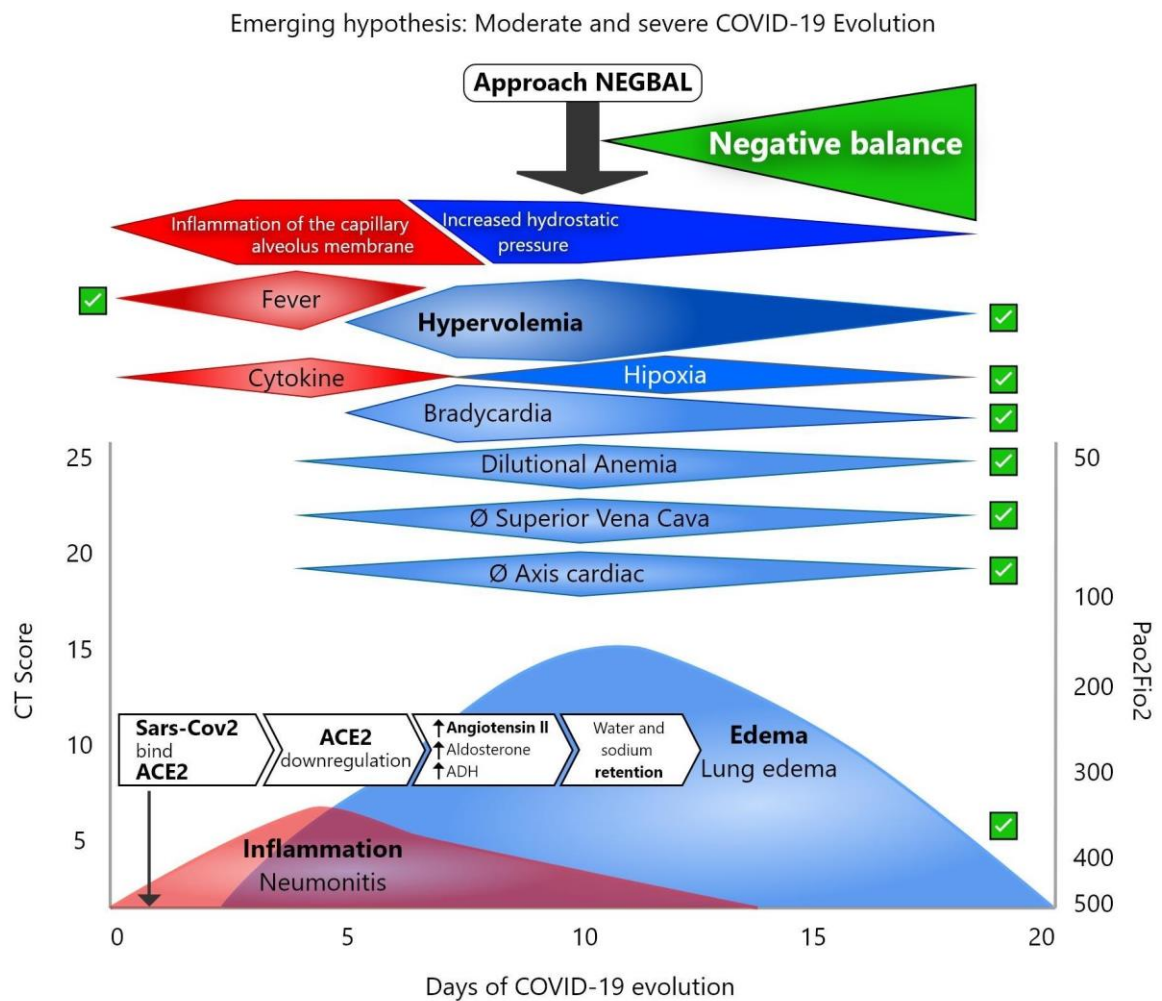 Emerging hypothesis: Moderate and severe COVID-19 Evolution
Approach NEGBAL
Negative balance
Inflammation of the capillary
alveolus membrane
Increased hydrostatic
pressure
Fever
Hypervolemia
Cytokine
Hipoxia
Bradycardia
Dilutional Anemia
Ø Superior Vena Cava
Ø Axis cardiac
25
20
15
10
5
CT Score
50
100
200
300
400
500
Pao2Fio2
Sars-Cov2
bind
ACE2
ACE2
downregulation
↑ Angiotensin II
↑ Aldosterone
↑ ADH
Water and
sodium
retention
Edema
Lung edema
Inflammation
Neumonitis
0 5 10 15 20
Days of COVID-19 evolution